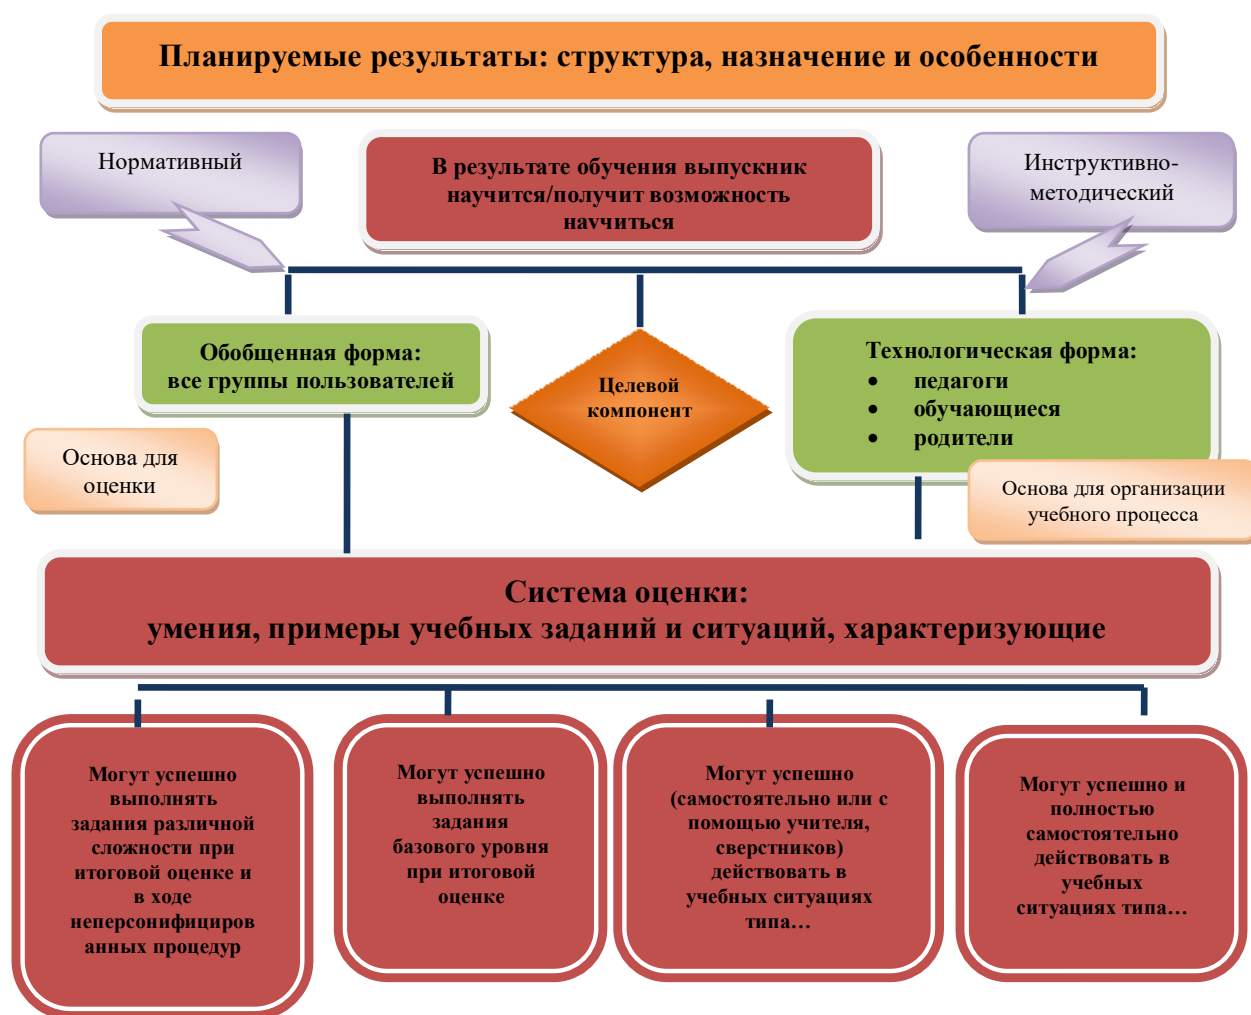 Планируемые результаты: структура, назначение и особенности
Нормативный
В результате обучения выпускник
научится/получит возможность
научиться
Инструктивно-
методический
Обобщенная форма:
все группы пользователей
Целевой
компонент
Технологическая форма:
• педагоги
• обучающиеся
• родители
Основа для
оценки
Основа для организации
учебного процесса
Система оценки:
умения, примеры учебных заданий и ситуаций, характеризующие
Могут успешно
выполнять
задания различной
сложности при
итоговой оценке и
в ходе
неперсонифициров
анных процедур
Могут успешно
выполнять
задания
базового уровня
при итоговой
оценке
Могут успешно
(самостоятельно или с
помощью учителя,
сверстников)
действовать в
учебных ситуациях
типа…
Могут успешно и
полностью
самостоятельно
действовать в
учебных
ситуациях типа…